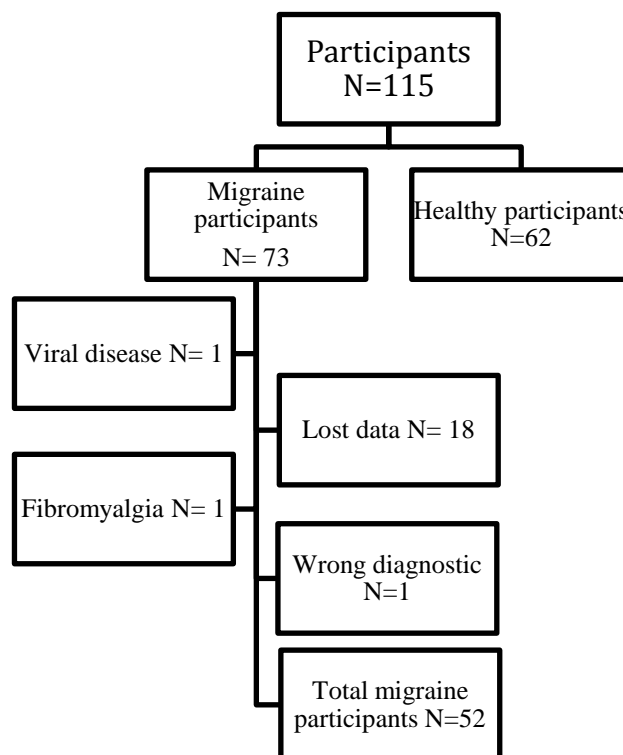 Participants
N=115
Migraine
participants
N= 73
Healthy participants
N=62
Viral disease N= 1
Lost data N= 18
Fibromyalgia N= 1
Wrong diagnostic
N=1
Total migraine
participants N=52